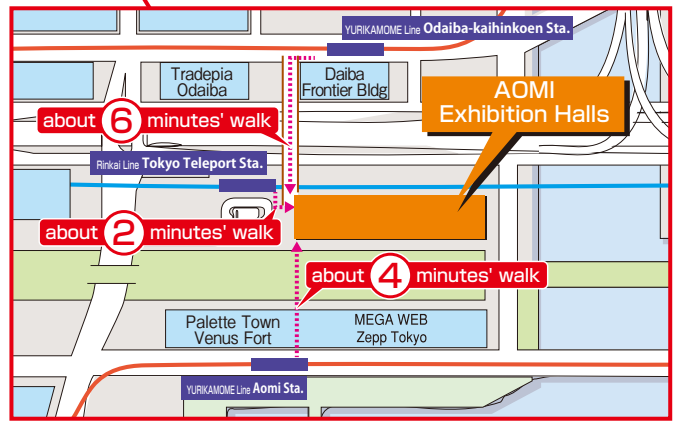 YURIKAMOME Line Odaiba-kaihinkoen Sta.
Tradepia
Odaiba
Daiba
Frontier Bldg
AOMI
Exhibition Halls
about 6 minutes' walk
Rinkai Line Tokyo Teleport Sta.
about 2 minutes' walk
about 4 minutes' walk
Palette Town
Venus Fort
MEGA WEB
Zepp Tokyo
YURIKAMOME Line Aomi Sta.